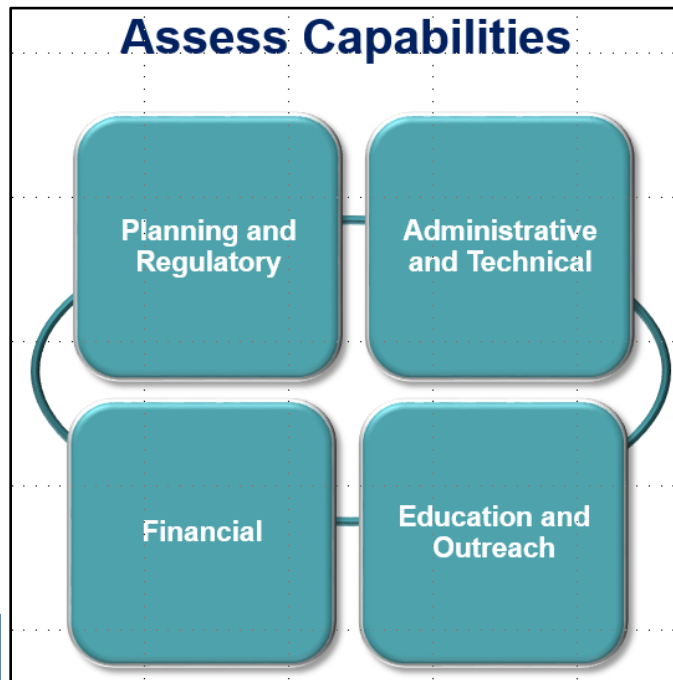 Assess Capabilities
Planning and
Regulatory
Administrative
and Technical
Financial
Education and
Outreach